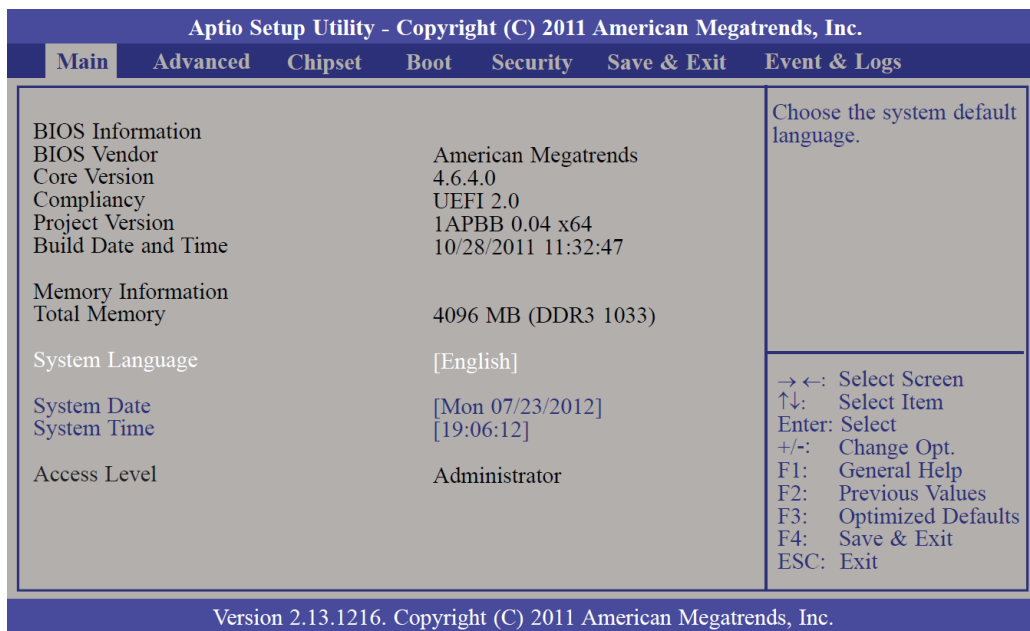 Aptio Setup Utility - Copyright (C) 2011 American Megatrends, Inc.
Main Advanced Chipset Boot Security Save & Exit Event & Logs
BIOS Information
BIOS Vendor American Megatrends
Core Version 4.6.4.0
Compliancy UEFI 2.0
Project Version 1APBB 0.04 x64
Build Date and Time 10/28/2011 11:32:47
Memory Information
Total Memory 4096 MB (DDR3 1033)
System Language [English]
System Date [Mon 07/23/2012]
System Time [19:06:12]
Access Level Administrator
Choose the system default
language.
→ ←: Select Screen
↑↓: Select Item
Enter: Select
+/-: Change Opt.
F1: General Help
F2: Previous Values
F3: Optimized Defaults
F4: Save & Exit
ESC: Exit
Version 2.13.1216. Copyright (C) 2011 American Megatrends, Inc.